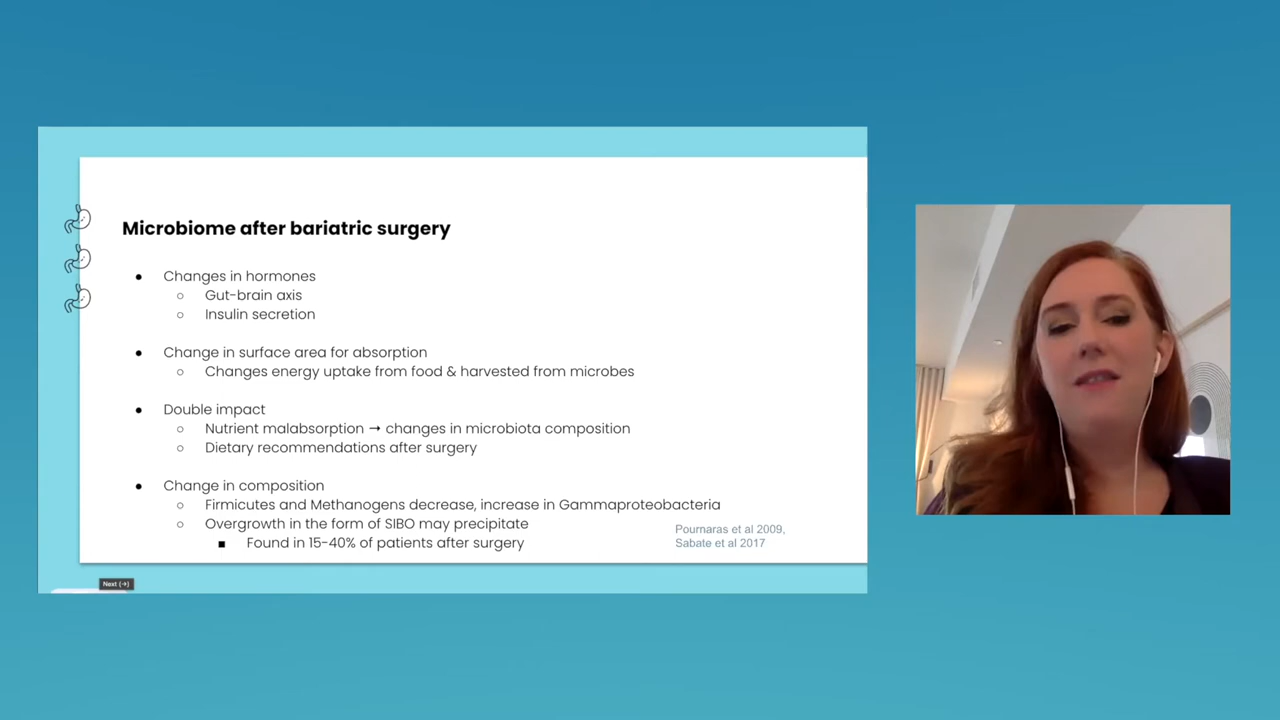 Microbiome after bariatric surgery
● Changes in hormones
○ Gut-brain axis
○ Insulin secretion
● Change in surface area for absorption
○ Changes energy uptake from food & harvested from microbes
● Double impact
○ Nutrient malabsorption → changes in microbiota composition
○ Dietary recommendations after surgery
● Change in composition
○ Firmicutes and Methanogens decrease, increase in Gammaproteobacteria
○ Overgrowth in the form of SIBO may precipitate
■ Found in 15-40% of patients after surgery
Pournaras et al 2009,
Sabate et al 2017
Next (→)